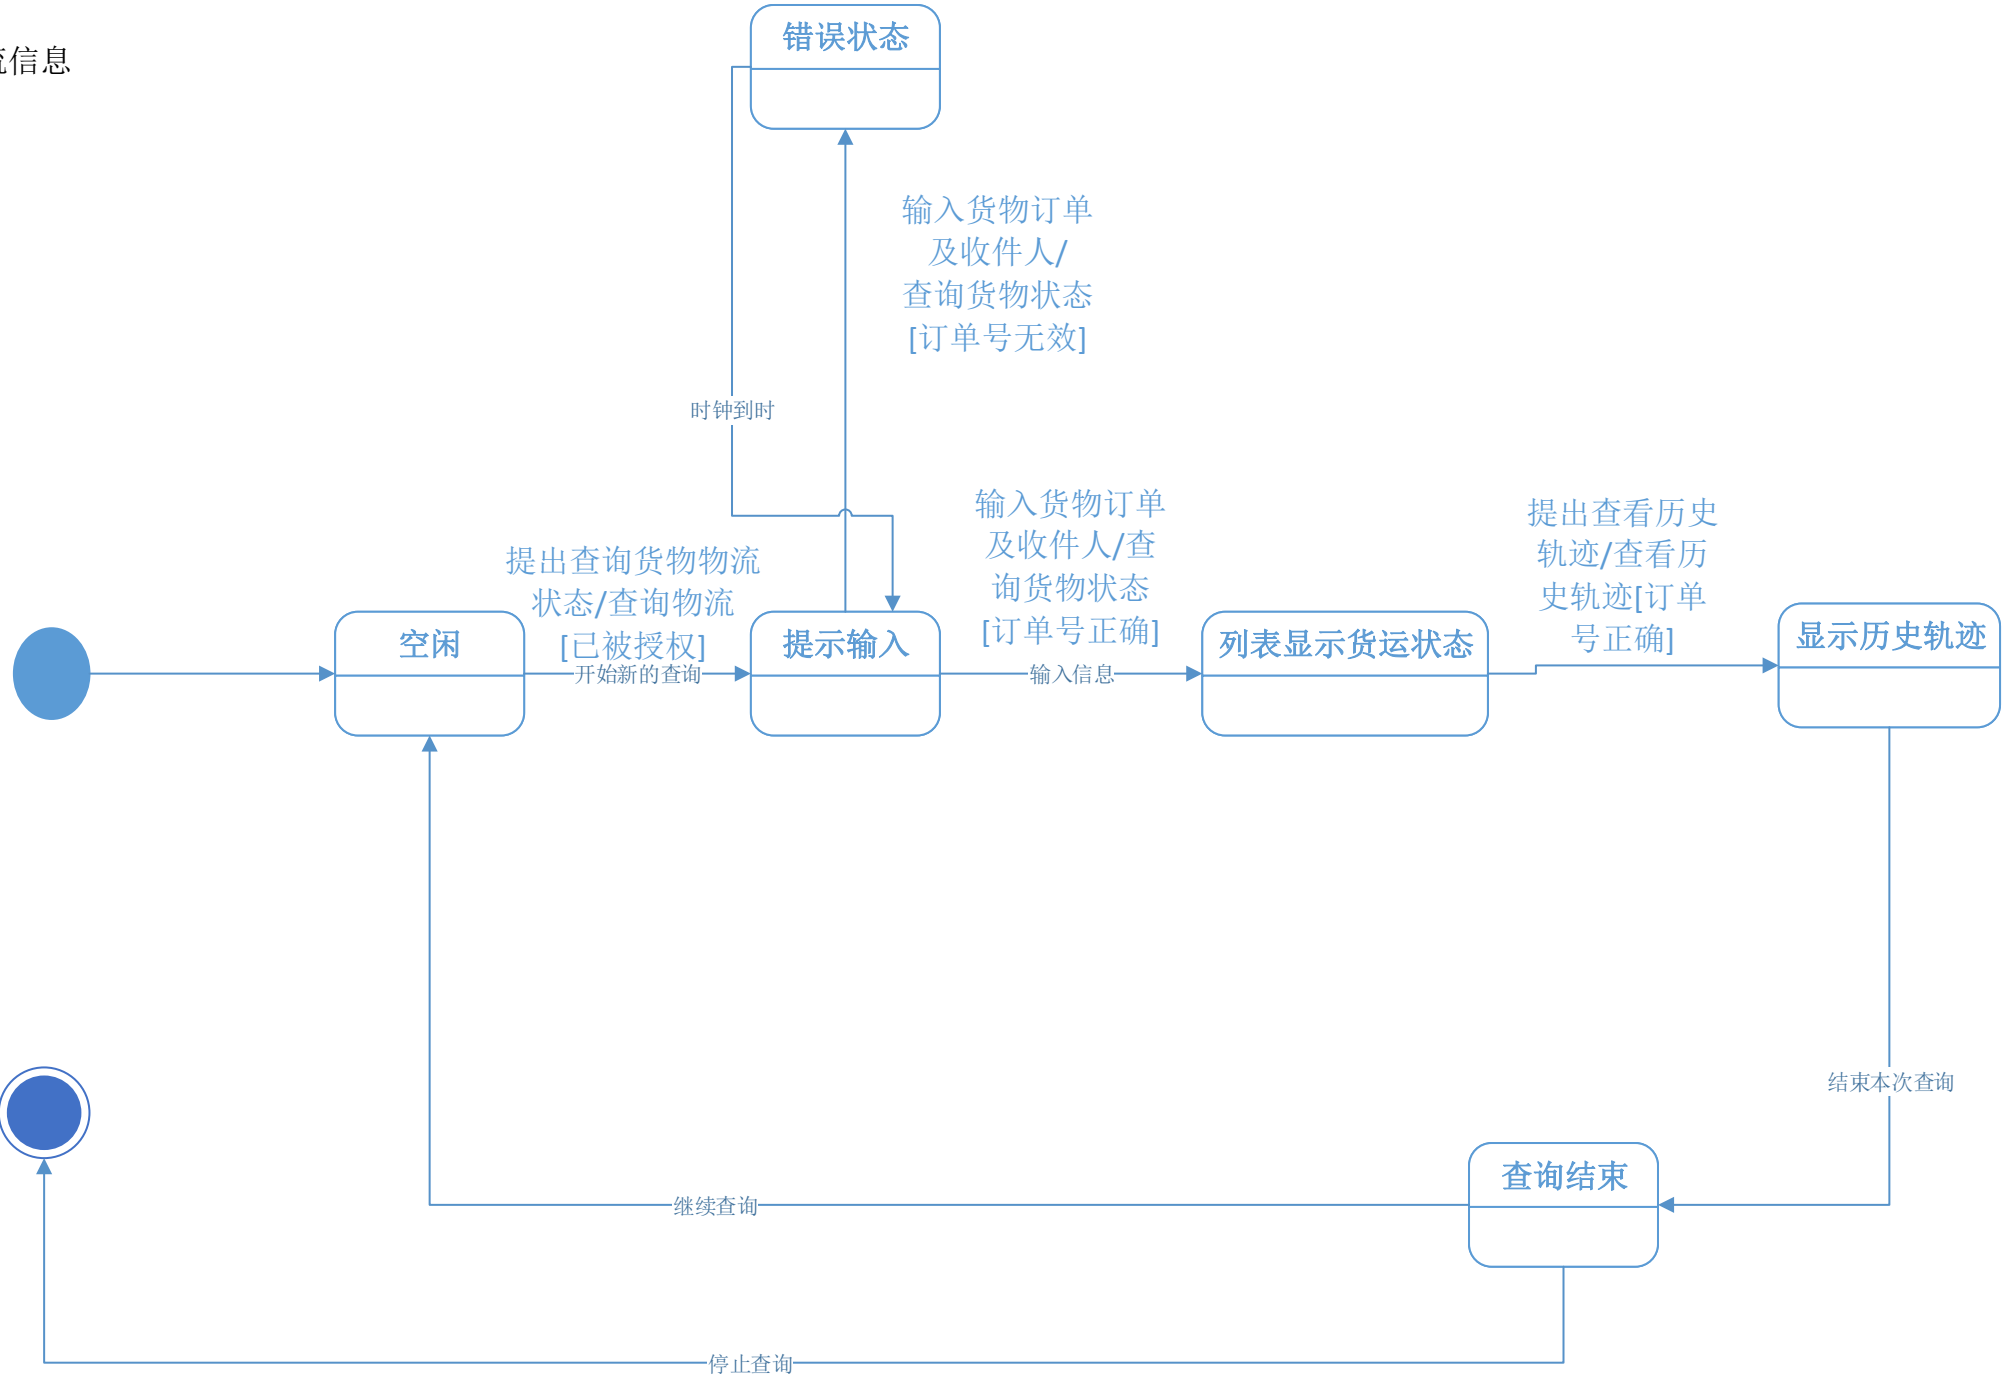 错误状态
信息
输入货物订单
及收件人/
查询货物状态
[订单号无效]
时钟到时
输入货物订单
及收件人/查
询货物状态
[订单号正确]
提出查看历史
轨迹/查看历
史轨迹[订单
号正确]
提出查询货物物流
状态/查询物流
[已被授权]
空闲
提示输入
列表显示货运状态
显示历史轨迹
开始新的查询
输入信息
结束本次查询
查询结束
继续查询
停止查询